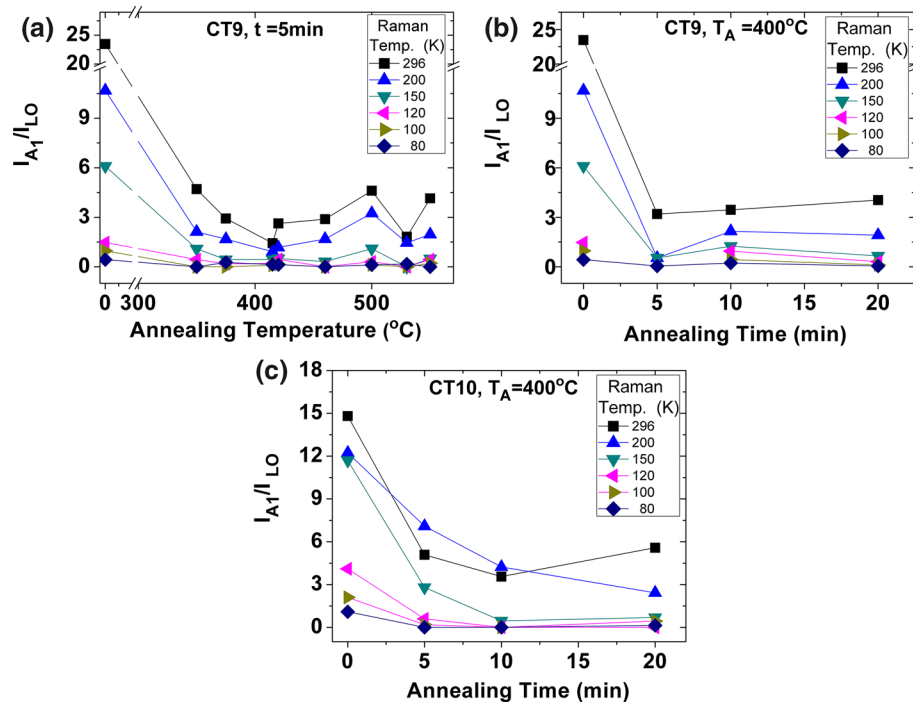 (a)
CT9, t =5min
Raman
Temp. (K)
296
200
150
120
100
80
I_A1/I_LO
25
20
9
6
3
0
0 300 400 500
Annealing Temperature (°C)
(b)
CT9, T_A=400°C
Raman
Temp. (K)
296
200
150
120
100
80
I_A1/I_LO
25
20
9
6
3
0
0 5 10 15 20
Annealing Time (min)
(c)
CT10, T_A=400°C
Raman
Temp. (K)
296
200
150
120
100
80
I_A1/I_LO
18
15
12
9
6
3
0
0 5 10 15 20
Annealing Time (min)